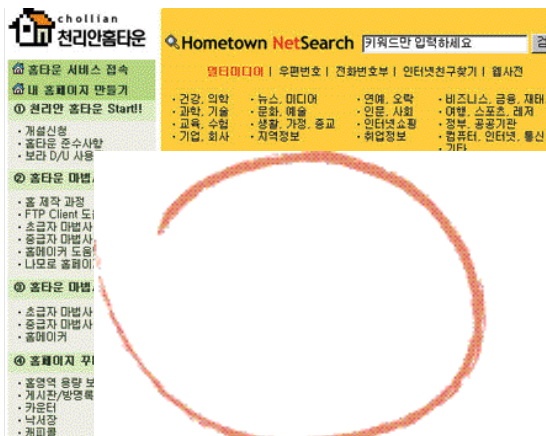 chollian
천리안홈타운
홈타운 서비스 접속
내 홈페이지 만들기
① 천리안 홈타운 Start!!
· 개설신청
· 홈타운 준수사항
· 보라 D/U 사용
② 홈타운 마법
· 홈 제작 과정
· FTP Client 도
· 초급자 마법사
· 중급자 마법사
· 홈메이커 도움
· 나모로 홈페이
③ 홈타운 마법
· 초급자 마법사
· 중급자 마법사
· 홈메이커
④ 홈페이지 꾸
· 홈영역 용량 보
· 게시판/방명록
· 카운터
· 낙서장
· 캐피콜
Hometown NetSearch 키워드만 입력하세요 검
멀티미디어 | 우편번호 | 전화번호부 | 인터넷친구찾기 | 웹사전
· 건강, 의학 · 뉴스, 미디어 · 연예, 오락 · 비즈니스, 금융, 재테
· 과학, 기술 · 문화, 예술 · 인문, 사회 · 여행, 스포츠, 레저
· 교육, 수험 · 생활, 가정, 종교 · 인터넷쇼핑 · 정부, 공공기관
· 기업, 회사 · 지역정보 · 취업정보 · 컴퓨터, 인터넷, 통신
· 기타